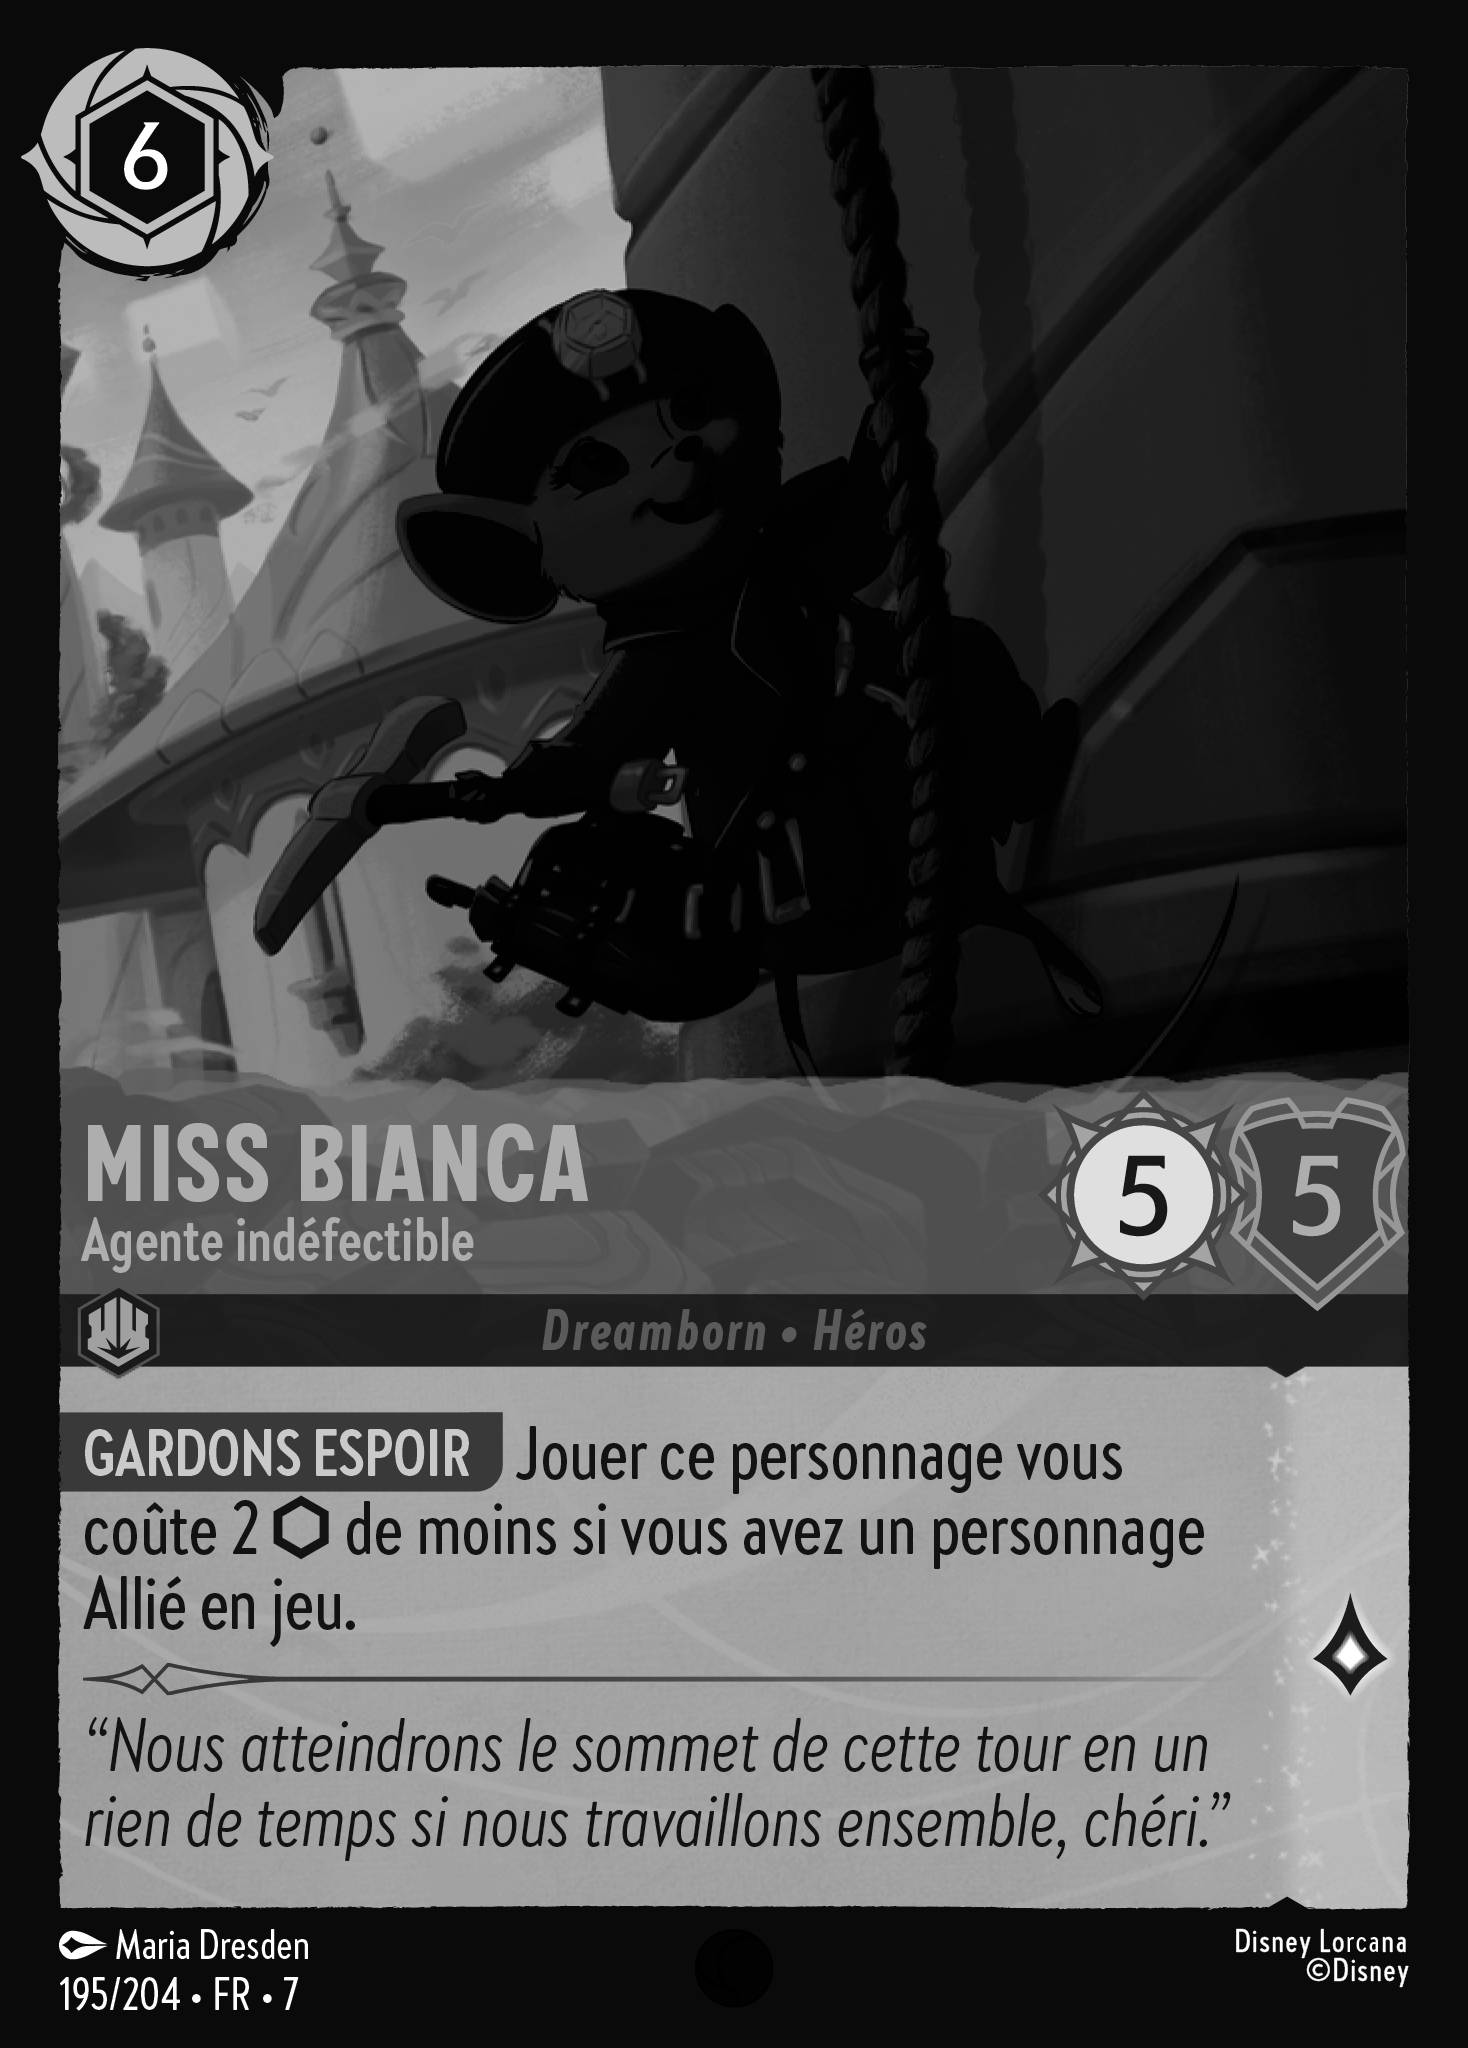 6
MISS BIANCA
Agente indéfectible
5 5
Dreamborn • Héros
GARDONS ESPOIR Jouer ce personnage vous
coûte 2 ⬡ de moins si vous avez un personnage
Allié en jeu.
“Nous atteindrons le sommet de cette tour en un
rien de temps si nous travaillons ensemble, chéri.”
Maria Dresden
195/204 • FR • 7
Disney Lorcana
©Disney